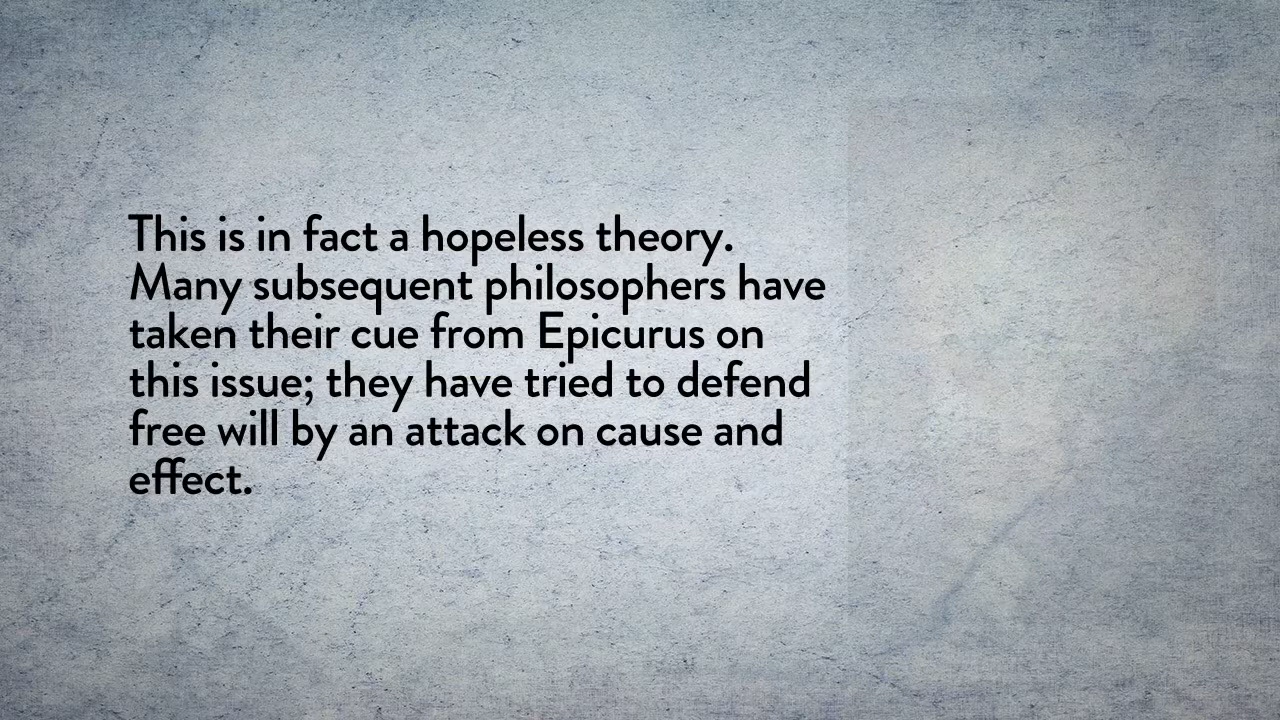 This is in fact a hopeless theory.
Many subsequent philosophers have
taken their cue from Epicurus on
this issue; they have tried to defend
free will by an attack on cause and
effect.